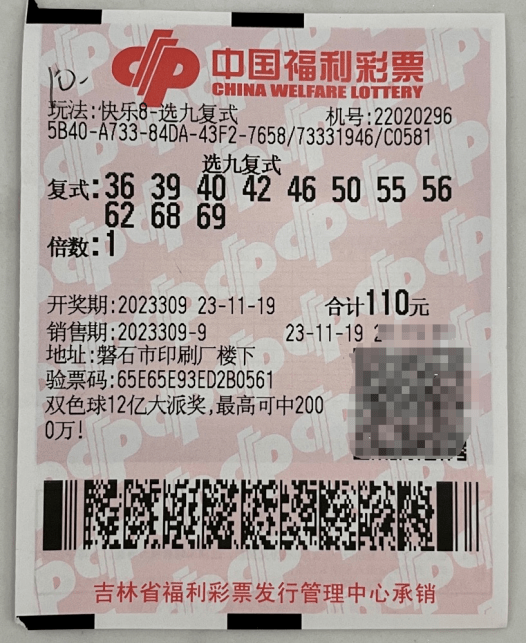 中国福利彩票
CHINA WELFARE LOTTERY
10-
玩法:快乐8-选九复式 机号:22020296
5B40-A733-84DA-43F2-7658/73331946/C0581
选九复式
复式:36 39 40 42 46 50 55 56
62 68 69
倍数:1
开奖期:2023309 23-11-19 合计110元
销售期:2023309-9 23-11-19 2
地址:磐石市印刷厂楼下
验票码:65E65E93ED2B0561
双色球12亿大派奖,最高可中200
0万!
吉林省福利彩票发行管理中心承销